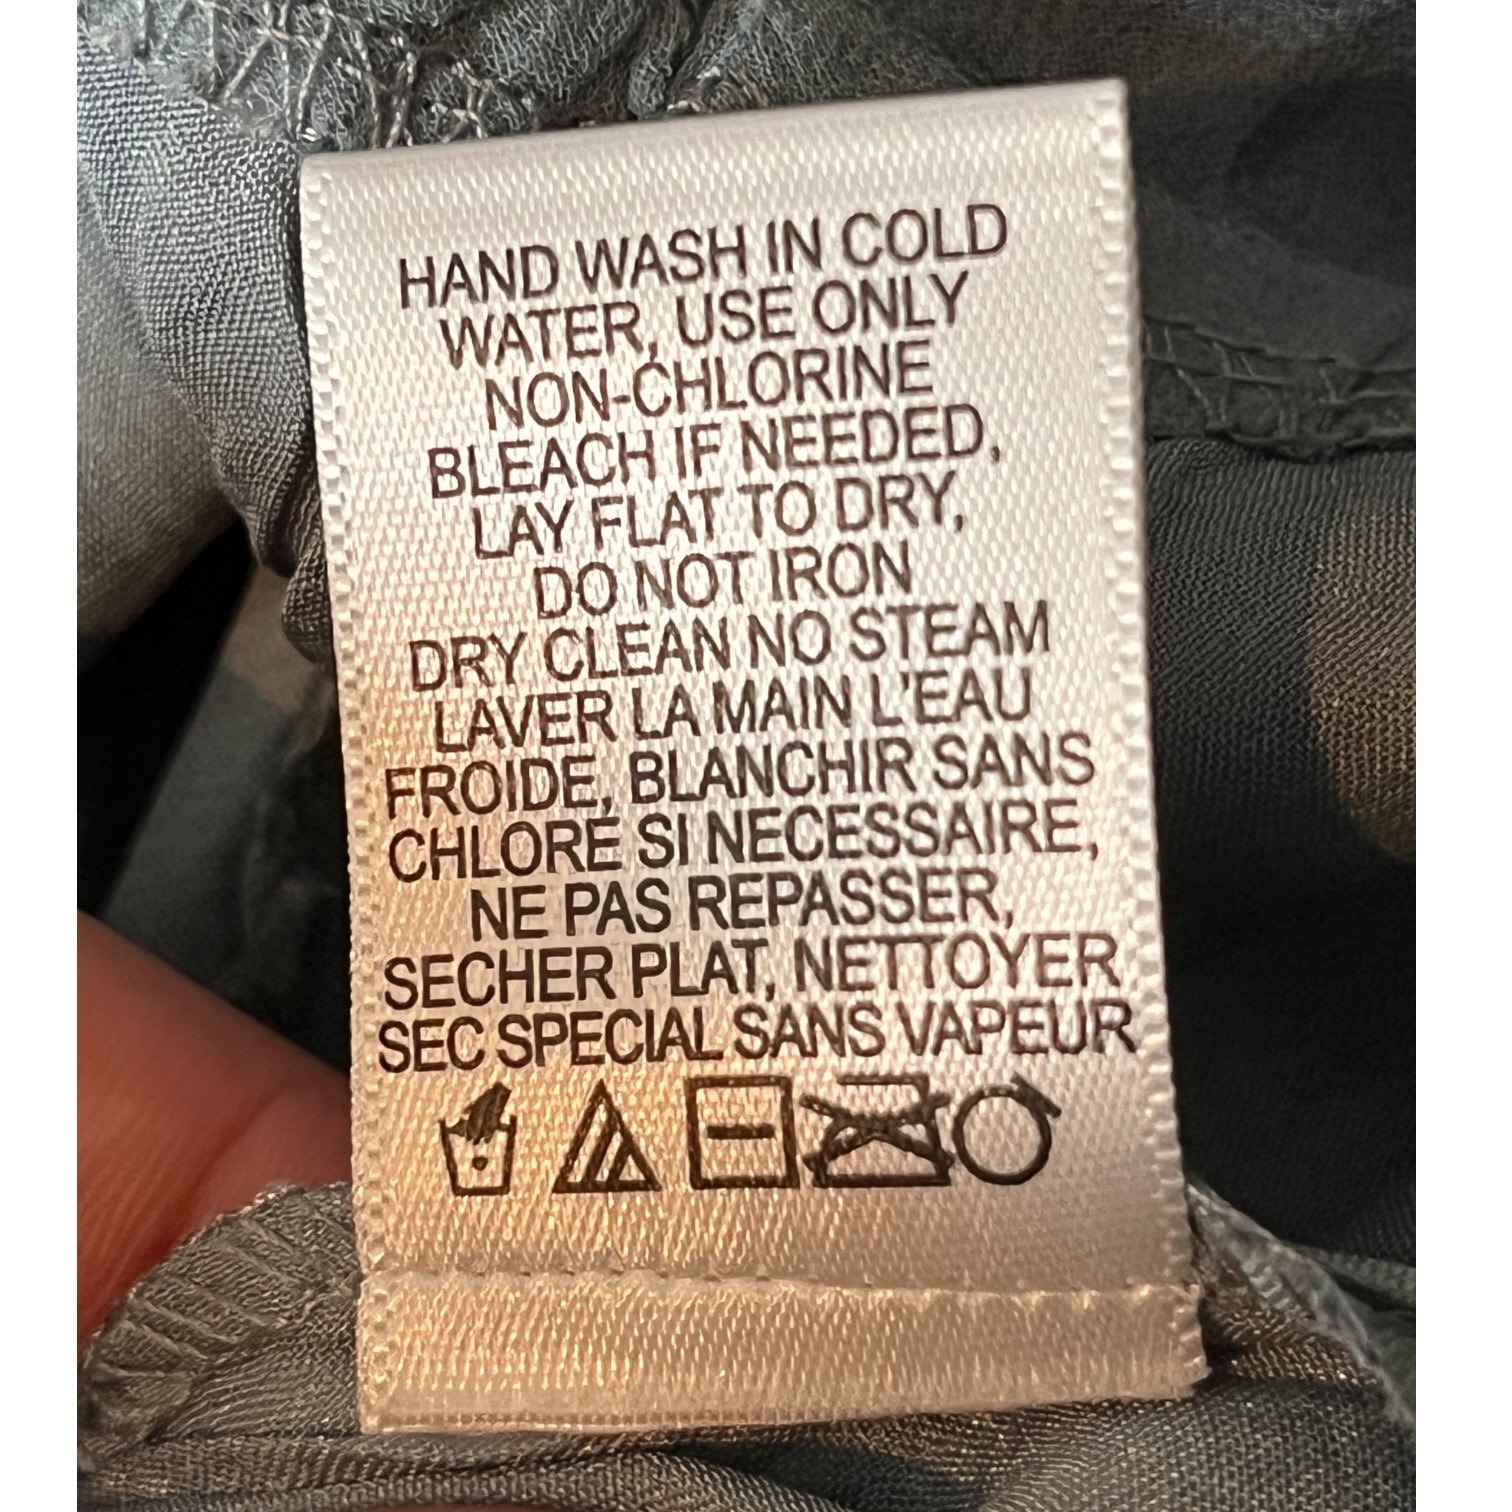 HAND WASH IN COLD
WATER, USE ONLY
NON-CHLORINE
BLEACH IF NEEDED,
LAY FLAT TO DRY,
DO NOT IRON
DRY CLEAN NO STEAM
LAVER LA MAIN L'EAU
FROIDE, BLANCHIR SANS
CHLORE SI NECESSAIRE,
NE PAS REPASSER,
SECHER PLAT, NETTOYER
SEC SPECIAL SANS VAPEUR